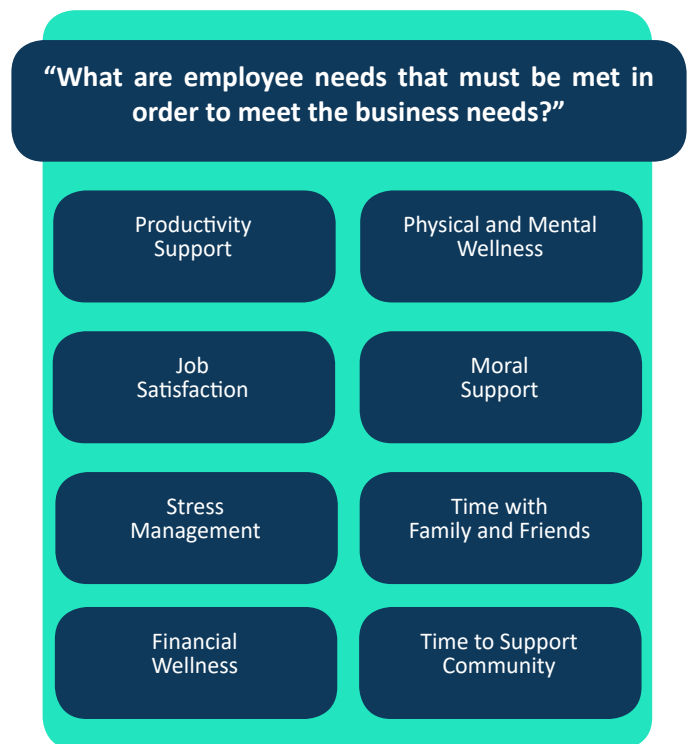 “What are employee needs that must be met in
order to meet the business needs?”
Productivity
Support
Physical and Mental
Wellness
Job
Satisfaction
Moral
Support
Stress
Management
Time with
Family and Friends
Financial
Wellness
Time to Support
Community